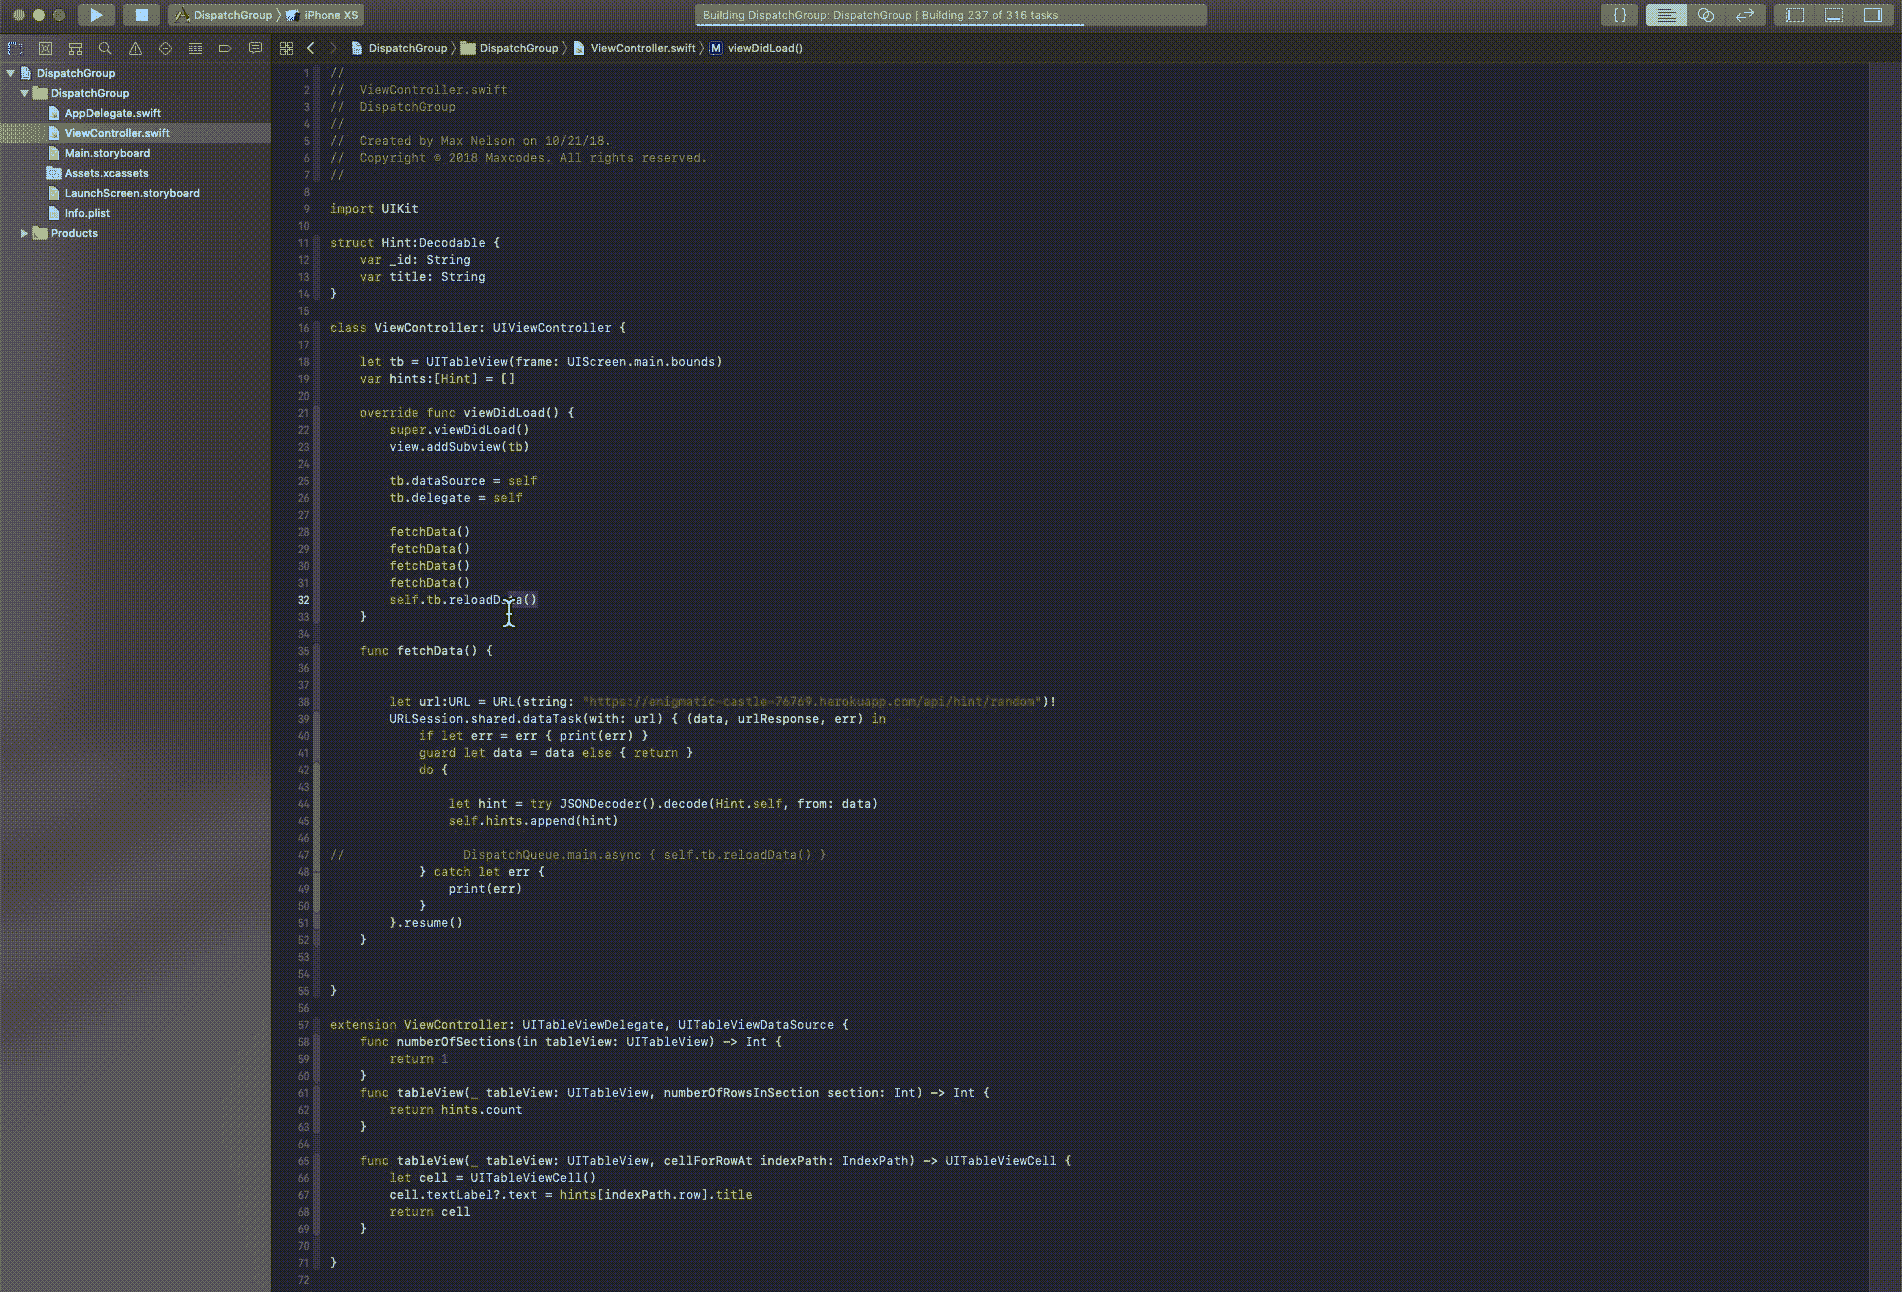 DispatchGroup 〉 iPhone XS
Building DispatchGroup: DispatchGroup | Building 237 of 316 tasks
DispatchGroup 〉 DispatchGroup 〉 ViewController.swift 〉 M viewDidLoad()
DispatchGroup
DispatchGroup
AppDelegate.swift
ViewController.swift
Main.storyboard
Assets.xcassets
LaunchScreen.storyboard
Info.plist
Products
1 //
2 //  ViewController.swift
3 //  DispatchGroup
4 //
5 //  Created by Max Nelson on 10/21/18.
6 //  Copyright © 2018 Maxcodes. All rights reserved.
7 //
8
9 import UIKit
10
11 struct Hint:Decodable {
12     var _id: String
13     var title: String
14 }
15
16 class ViewController: UIViewController {
17
18     let tb = UITableView(frame: UIScreen.main.bounds)
19     var hints:[Hint] = []
20
21     override func viewDidLoad() {
22         super.viewDidLoad()
23         view.addSubview(tb)
24
25         tb.dataSource = self
26         tb.delegate = self
27
28         fetchData()
29         fetchData()
30         fetchData()
31         fetchData()
32         self.tb.reloadData()
33     }
34
35     func fetchData() {
36
37
38         let url:URL = URL(string: "https://enigmatic-castle-76769.herokuapp.com/api/hint/random")!
39         URLSession.shared.dataTask(with: url) { (data, urlResponse, err) in
40             if let err = err { print(err) }
41             guard let data = data else { return }
42             do {
43
44                 let hint = try JSONDecoder().decode(Hint.self, from: data)
45                 self.hints.append(hint)
46
47 //                DispatchQueue.main.async { self.tb.reloadData() }
48             } catch let err {
49                 print(err)
50             }
51         }.resume()
52     }
53
54
55 }
56
57 extension ViewController: UITableViewDelegate, UITableViewDataSource {
58     func numberOfSections(in tableView: UITableView) -> Int {
59         return 1
60     }
61     func tableView(_ tableView: UITableView, numberOfRowsInSection section: Int) -> Int {
62         return hints.count
63     }
64
65     func tableView(_ tableView: UITableView, cellForRowAt indexPath: IndexPath) -> UITableViewCell {
66         let cell = UITableViewCell()
67         cell.textLabel?.text = hints[indexPath.row].title
68         return cell
69     }
70
71 }
72